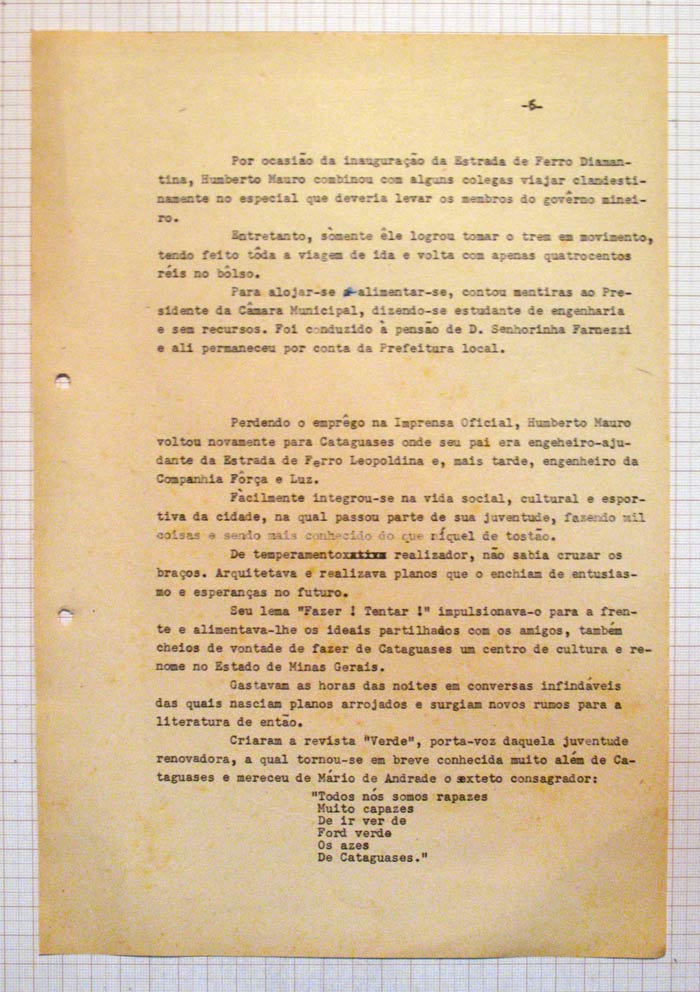 -6-
Por ocasião da inauguração da Estrada de Ferro Diaman-
tina, Humberto Mauro combinou com alguns colegas viajar clandesti-
namente no especial que deveria levar os membros do govêrno minei-
ro.
Entretanto, sòmente êle logrou tomar o trem em movimento,
tendo feito tôda a viagem de ida e volta com apenas quatrocentos
réis no bôlso.
Para alojar-se e alimentar-se, contou mentiras ao Pre-
sidente da Câmara Municipal, dizendo-se estudante de engenharia
e sem recursos. Foi conduzido à pensão de D. Senhorinha Farnezzi
e ali permaneceu por conta da Prefeitura local.
Perdendo o emprêgo na Imprensa Oficial, Humberto Mauro
voltou novamente para Cataguases onde seu pai era engeheiro-aju-
dante da Estrada de Ferro Leopoldina e, mais tarde, engenheiro da
Companhia Fôrça e Luz.
Fàcilmente integrou-se na vida social, cultural e espor-
tiva da cidade, na qual passou parte de sua juventude, fazendo mil
coisas e sendo mais conhecido do que níquel de tostão.
De temperamento realizador, não sabia cruzar os
braços. Arquitetava e realizava planos que o enchiam de entusias-
mo e esperanças no futuro.
Seu lema "Fazer ! Tentar !" impulsionava-o para a fren-
te e alimentava-lhe os ideais partilhados com os amigos, também
cheios de vontade de fazer de Cataguases um centro de cultura e re-
nome no Estado de Minas Gerais.
Gastavam as horas das noites em conversas infindáveis
das quais nasciam planos arrojados e surgiam novos rumos para a
literatura de então.
Criaram a revista "Verde", porta-voz daquela juventude
renovadora, a qual tornou-se em breve conhecida muito além de Ca-
taguases e mereceu de Mário de Andrade o sexteto consagrador:
"Todos nós somos rapazes
Muito capazes
De ir ver de
Ford verde
Os azes
De Cataguases."